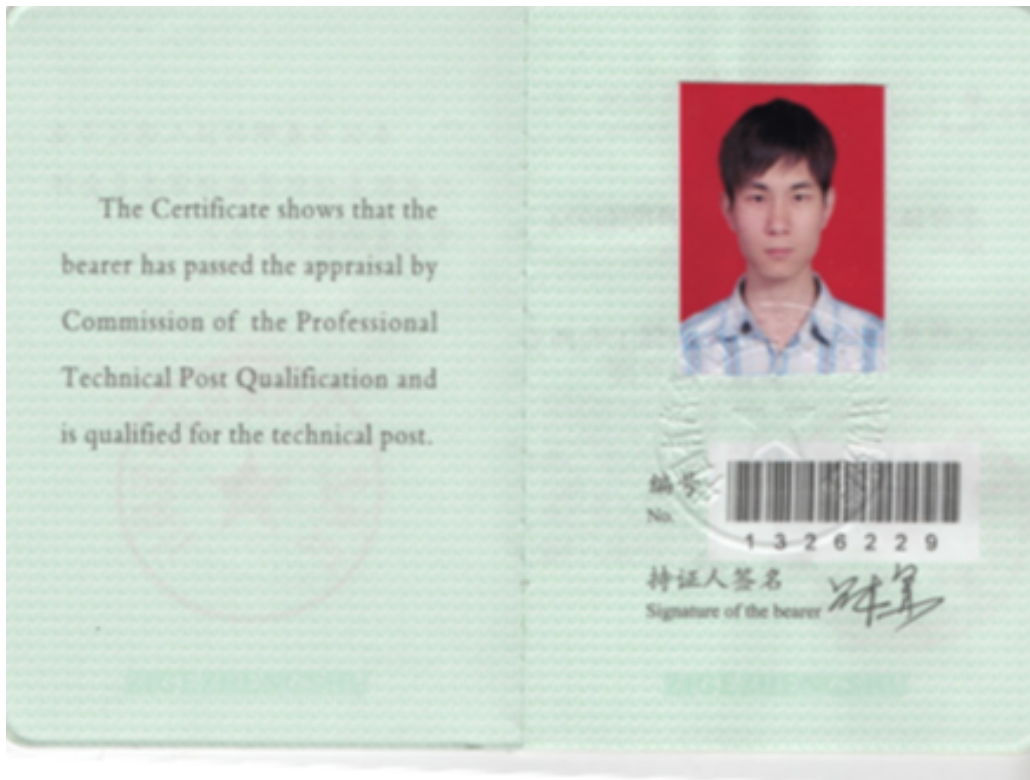 The Certificate shows that the
bearer has passed the appraisal by
Commission of the Professional
Technical Post Qualification and
is qualified for the technical post.
ZIGEZHENGSHU
编号
No.
1326229
持证人签名
Signature of the bearer
ZIGEZHENGSHU